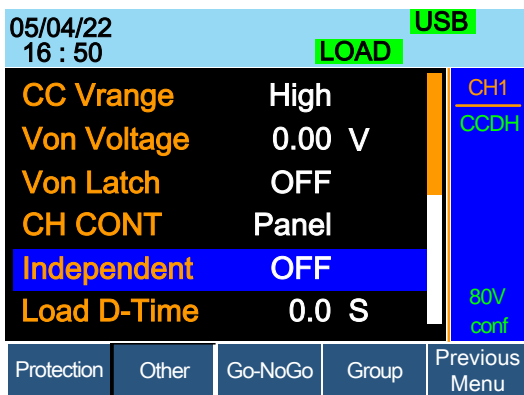 05/04/22
USB
16 : 50
LOAD
CC Vrange High
Von Voltage 0.00 V
Von Latch OFF
CH CONT Panel
Independent OFF
Load D-Time 0.0 S
CH1
CCDH
80V
conf
Protection Other Go-NoGo Group Previous
Menu